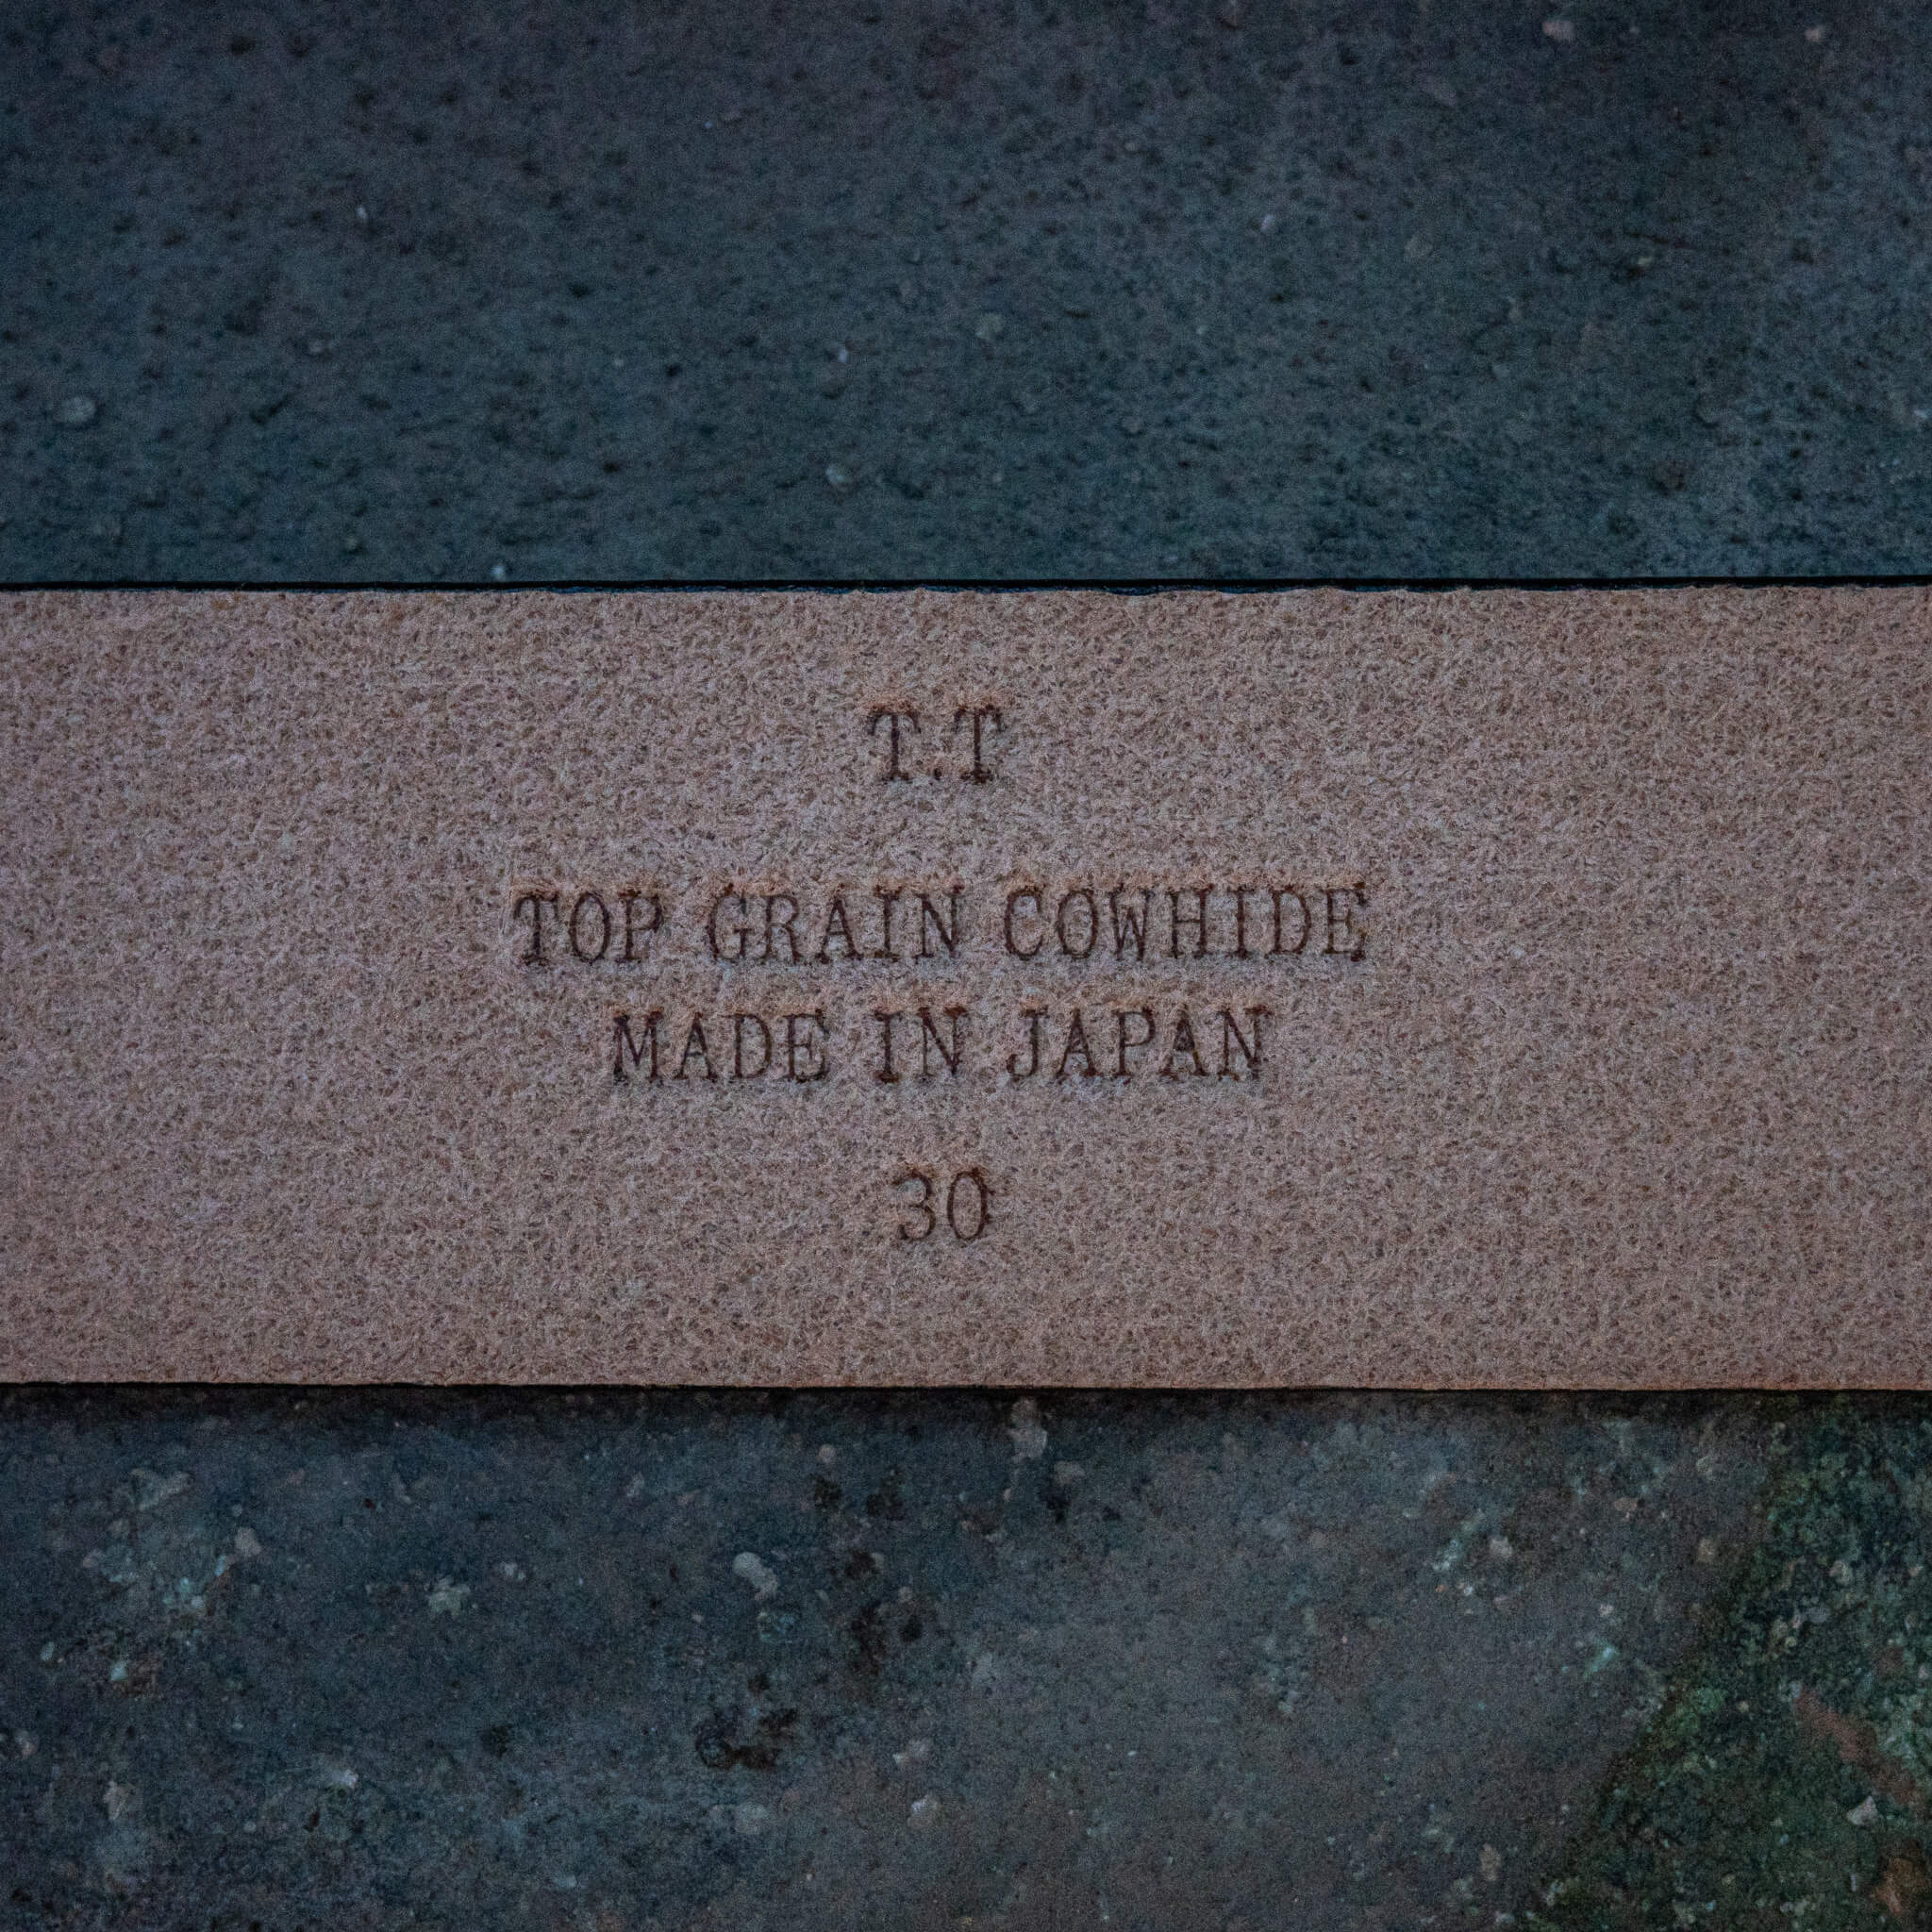 T.T
TOP GRAIN COWHIDE
MADE IN JAPAN
30